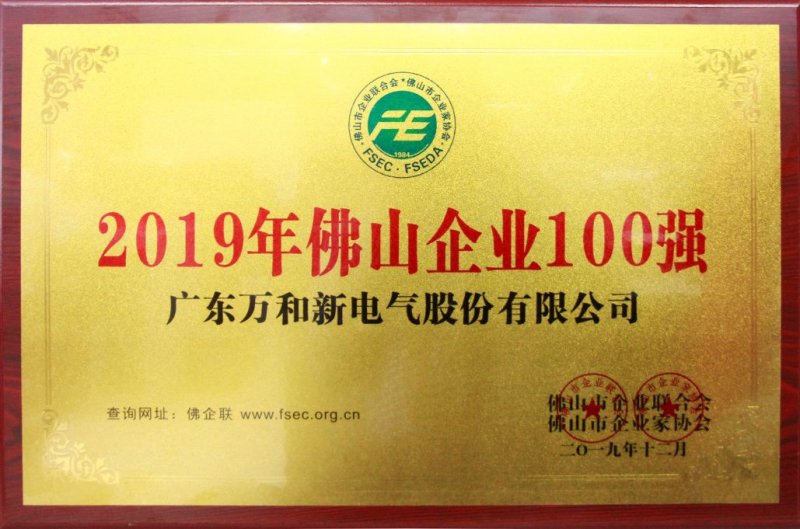 佛山市企业联合会*佛山市企业家协会
FE
1984
FSEC·FSEDA
2019年佛山企业100强
广东万和新电气股份有限公司
查询网址：佛企联 www.fsec.org.cn
佛山市企业联合会
佛山市企业家协会
二〇一九年十二月